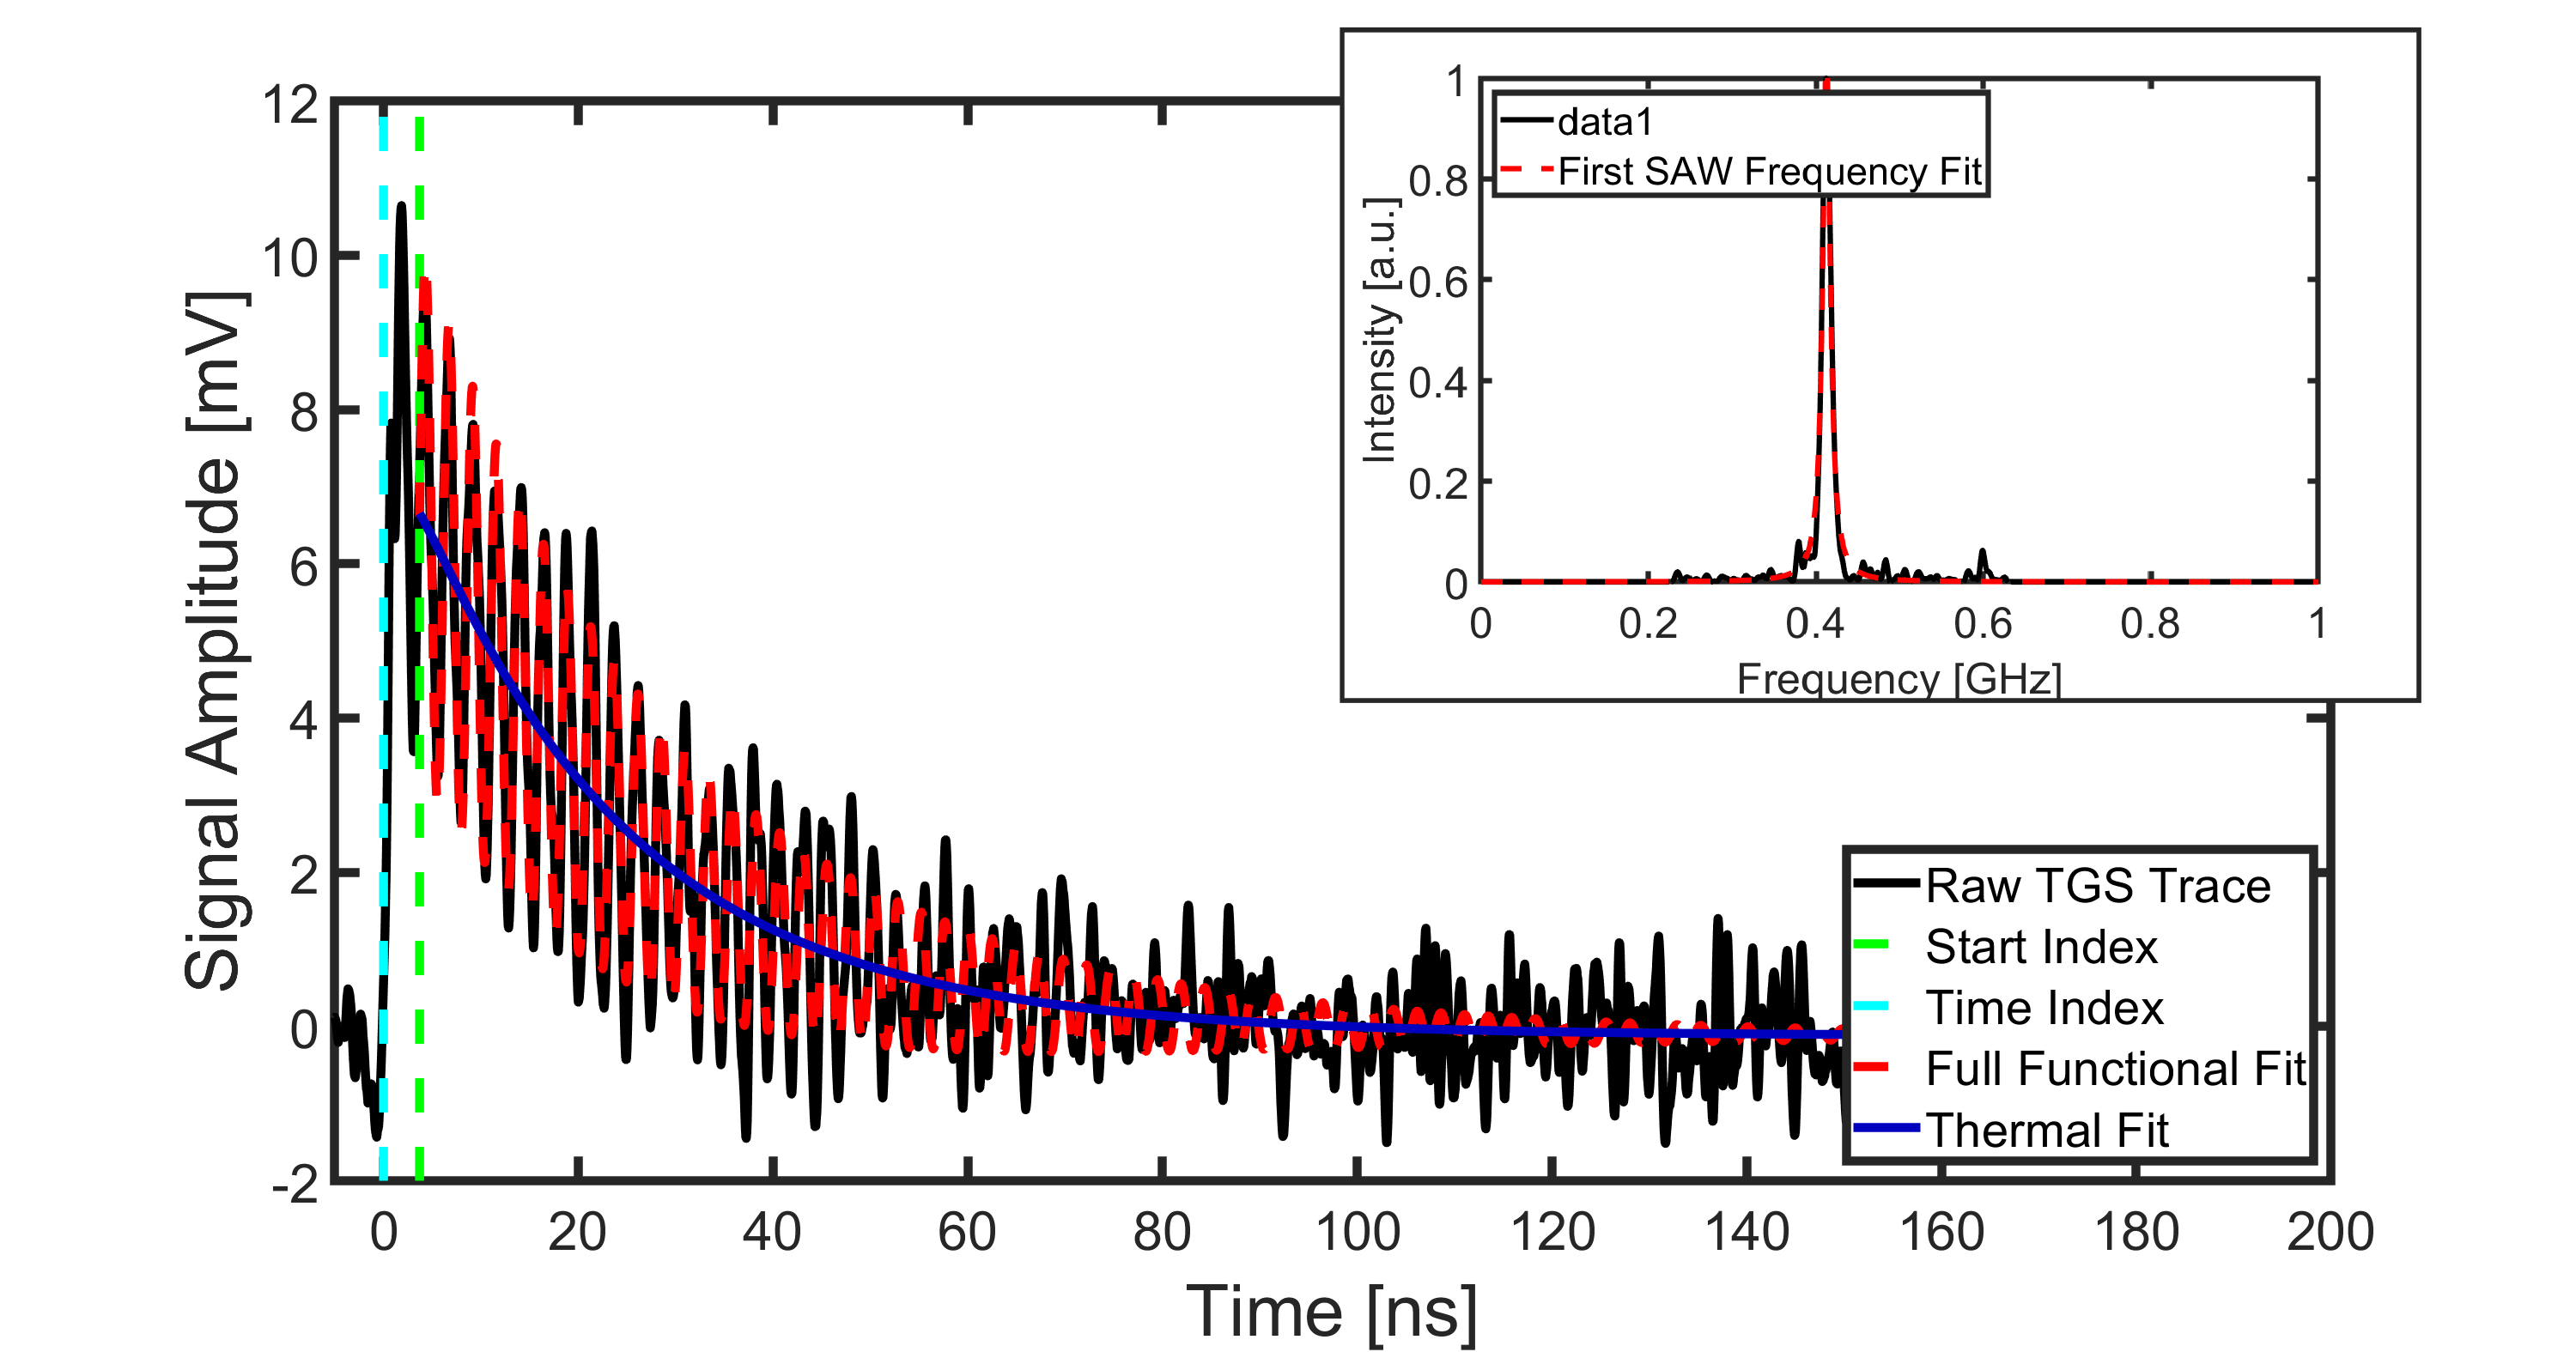 12
10
8
6
4
2
0
-2
Signal Amplitude [mV]
0 20 40 60 80 100 120 140 160 180 200
Time [ns]
1
0.8
0.6
0.4
0.2
0
Intensity [a.u.]
data1
First SAW Frequency Fit
0 0.2 0.4 0.6 0.8 1
Frequency [GHz]
Raw TGS Trace
Start Index
Time Index
Full Functional Fit
Thermal Fit